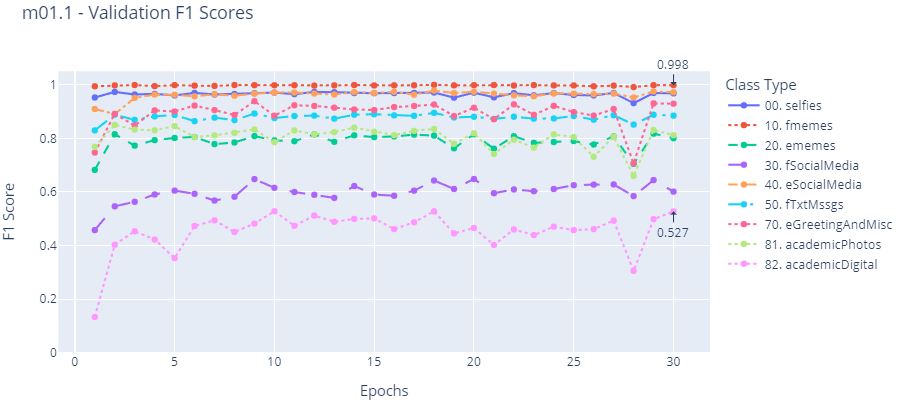 m01.1 - Validation F1 Scores
0.998
Class Type
00. selfies
10. fmemes
20. ememes
30. fSocialMedia
40. eSocialMedia
50. fTxtMssgs
70. eGreetingAndMisc
81. academicPhotos
82. academicDigital
F1 Score
1
0.8
0.6
0.4
0.2
0
0.527
0
5
10
15
20
25
30
Epochs